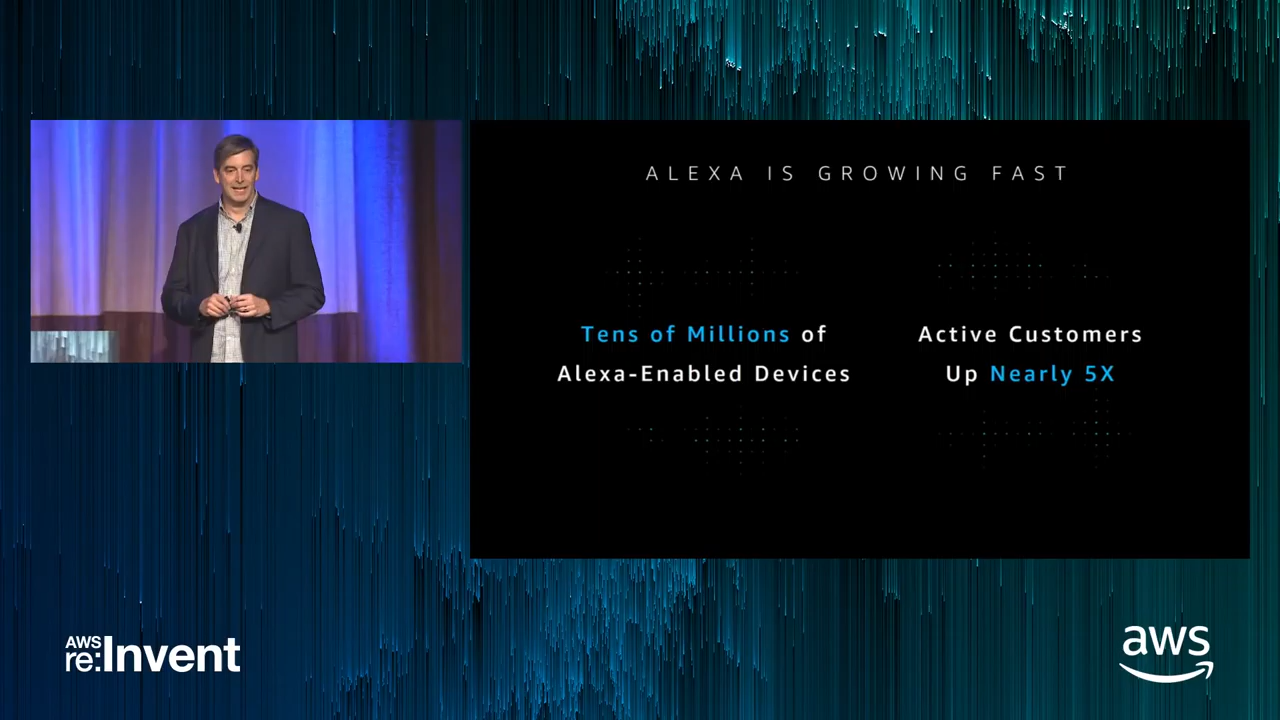 ALEXA IS GROWING FAST
Tens of Millions of
Alexa-Enabled Devices
Active Customers
Up Nearly 5X
AWS
re:Invent
aws